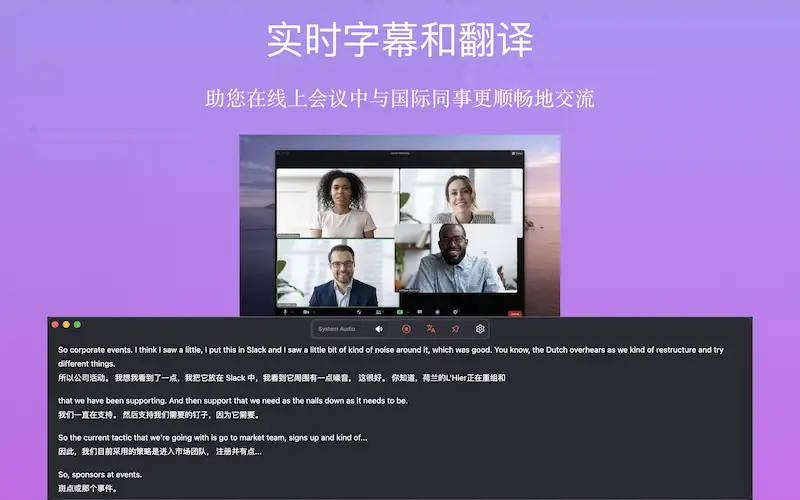 实时字幕和翻译
助您在线上会议中与国际同事更顺畅地交流
System Audio
So corporate events. I think I saw a little, I put this in Slack and I saw a little bit of kind of noise around it, which was good. You know, the Dutch overhears as we kind of restructure and try
different things.
所以公司活动。 我想我看到了一点，我把它放在 Slack 中，我看到它周围有一点噪音， 这很好。 你知道，荷兰的L'Hier正在重组和
that we have been supporting. And then support that we need as the nails down as it needs to be.
我们一直在支持。 然后支持我们需要的钉子，因为它需要。
So the current tactic that we're going with is go to market team, signs up and kind of...
因此，我们目前采用的策略是进入市场团队， 注册并有点...
So, sponsors at events.
斑点或那个事件。